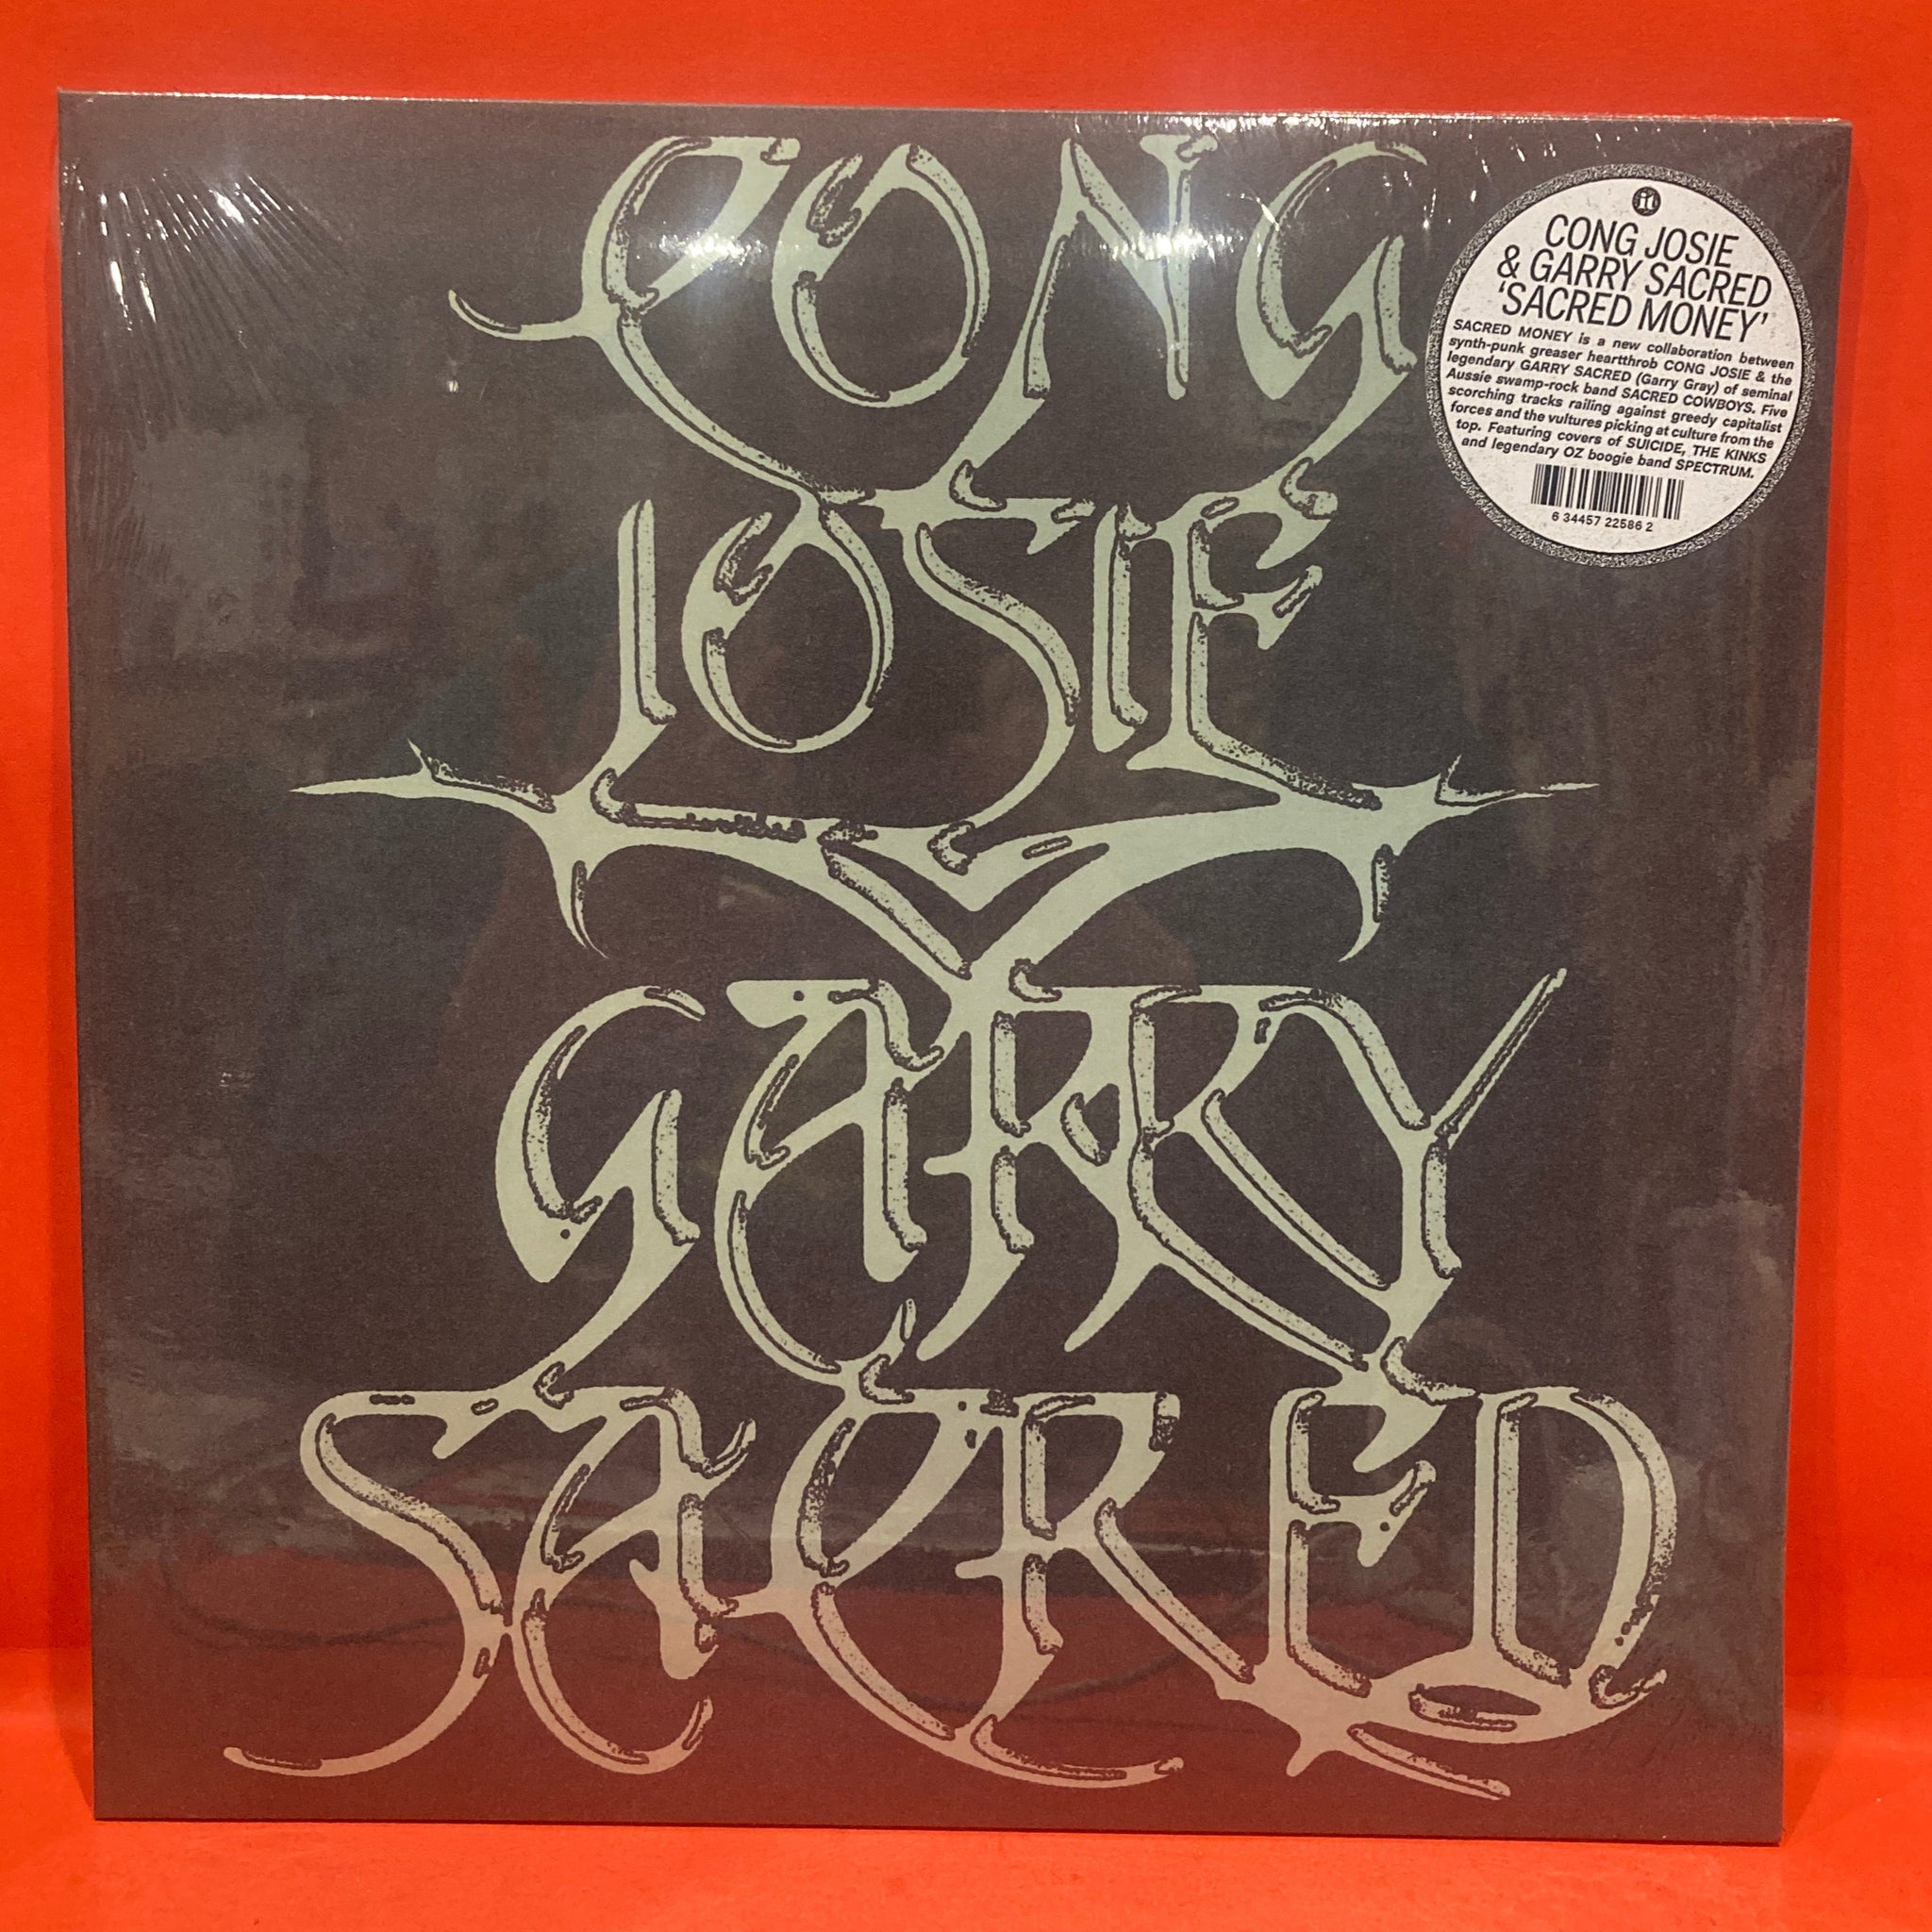 CONG
JOSIE
GARRY
SACRED
it
CONG JOSIE
& GARRY SACRED
'SACRED MONEY'
SACRED MONEY is a new collaboration between
synth-punk greaser heartthrob CONG JOSIE & the
legendary GARRY SACRED (Garry Gray) of seminal
Aussie swamp-rock band SACRED COWBOYS. Five
scorching tracks railing against greedy capitalist
forces and the vultures picking at culture from the
top. Featuring covers of SUICIDE, THE KINKS
and legendary OZ boogie band SPECTRUM.
6 34457 22586 2